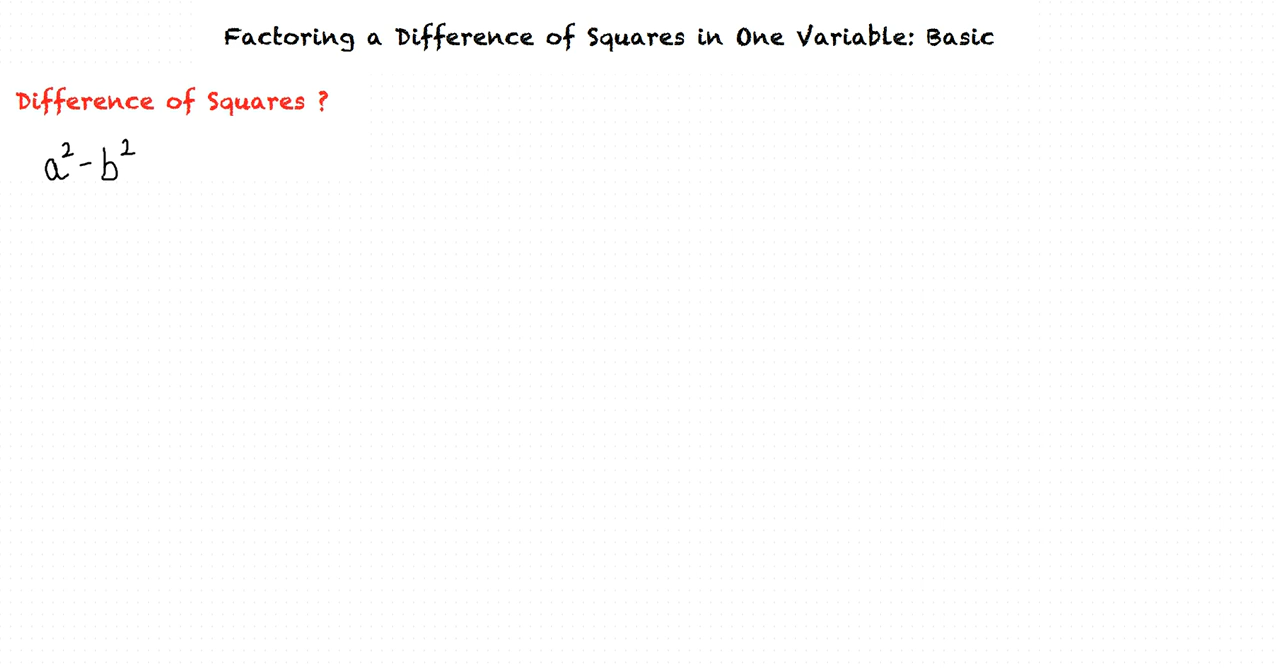 Factoring a Difference of Squares in One Variable: Basic
Difference of Squares ?
a² - b²